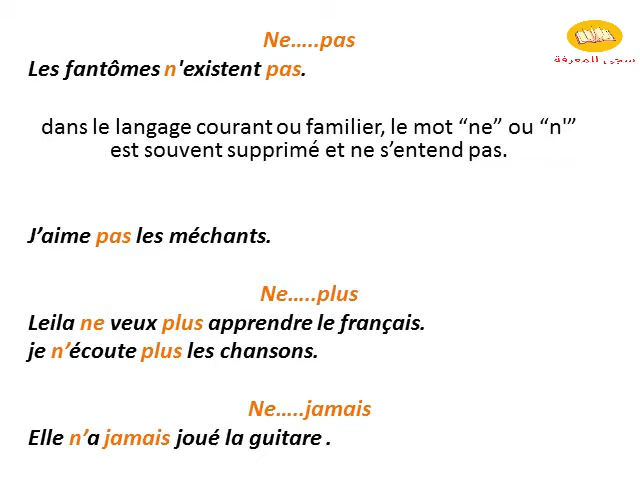 Ne…..pas
Les fantômes n'existent pas.
سجى للمعرفة
dans le langage courant ou familier, le mot “ne” ou “n'”
est souvent supprimé et ne s’entend pas.
J’aime pas les méchants.
Ne…..plus
Leila ne veux plus apprendre le français.
je n’écoute plus les chansons.
Ne…..jamais
Elle n’a jamais joué la guitare .